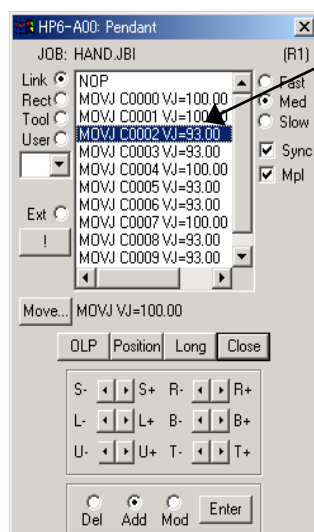 HP6-A00: Pendant
JOB: HAND.JBI (R1)
Link NOP Fast
Rect MOVJ C0000 VJ=100.00 Med
Tool MOVJ C0001 VJ=100.00 Slow
User MOVJ C0002 VJ=93.00
MOVJ C0003 VJ=93.00 Sync
MOVJ C0004 VJ=100.00 Mpl
MOVJ C0005 VJ=93.00
MOVJ C0006 VJ=93.00
Ext MOVJ C0007 VJ=100.00
! MOVJ C0008 VJ=93.00
MOVJ C0009 VJ=93.00
Move... MOVJ VJ=100.00
OLP Position Long Close
S- S+ R- R+
L- L+ B- B+
U- U+ T- T+
Del Add Mod Enter